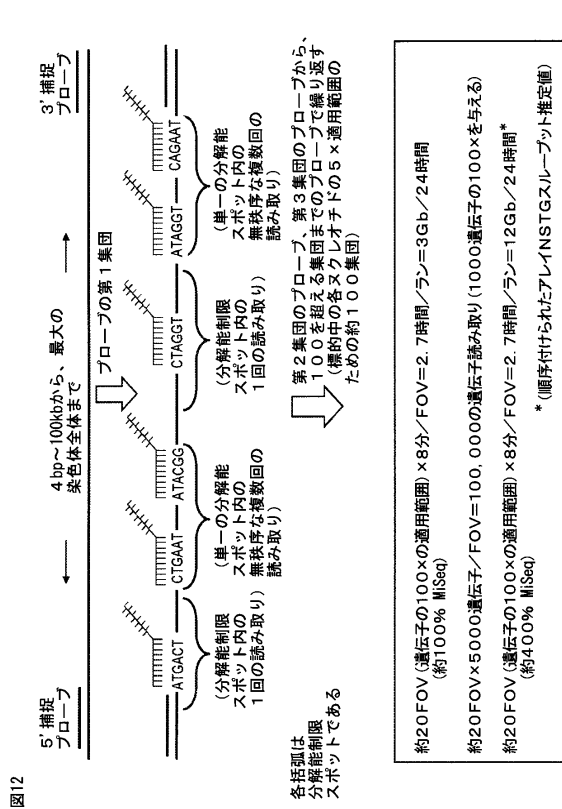 図12
5’捕捉
プローブ
4bp～100kbから、最大の
染色体全体まで
3’捕捉
プローブ
プローブの第1集団
ATGACT
CTGAAT
ATACGG
CTAGGT
ATAGGT
CAGAAT
(分解能制限
スポット内の
1回の読み取り)
(単一の分解能
スポット内の
無秩序な複数回の
読み取り)
(分解能制限
スポット内の
1回の読み取り)
(単一の分解能
スポット内の
無秩序な複数回の
読み取り)
各括弧は
分解能制限
スポットである
第2集団のプローブ、第3集団のプローブから、
100を超える集団までのプローブで繰り返す
(標的中の各ヌクレオチドの5×適用範囲の
ための約100集団)
約20FOV(遺伝子の100×の適用範囲)×8分/FOV=2.7時間/ラン=3Gb/24時間
(約100% MiSeq)
約20FOV×5000遺伝子/FOV=100,000の遺伝子読み取り(1000遺伝子の100×を与える)
約20FOV(遺伝子の100×の適用範囲)×8分/FOV=2.7時間/ラン=12Gb/24時間*
(約400% MiSeq)
*(順序付けられたアレイNSTGスループット推定値)